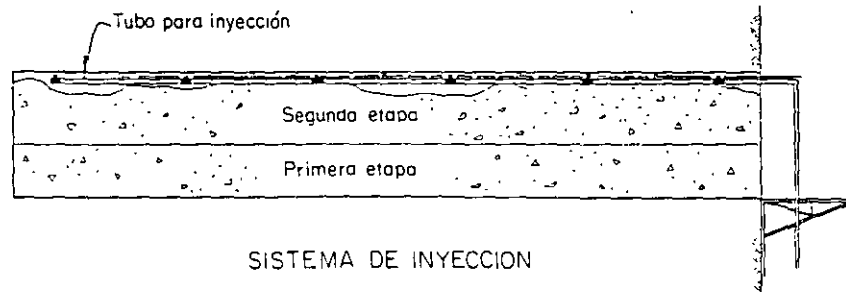 Tubo para inyección
Segunda etapa
Primera etapa
SISTEMA DE INYECCION